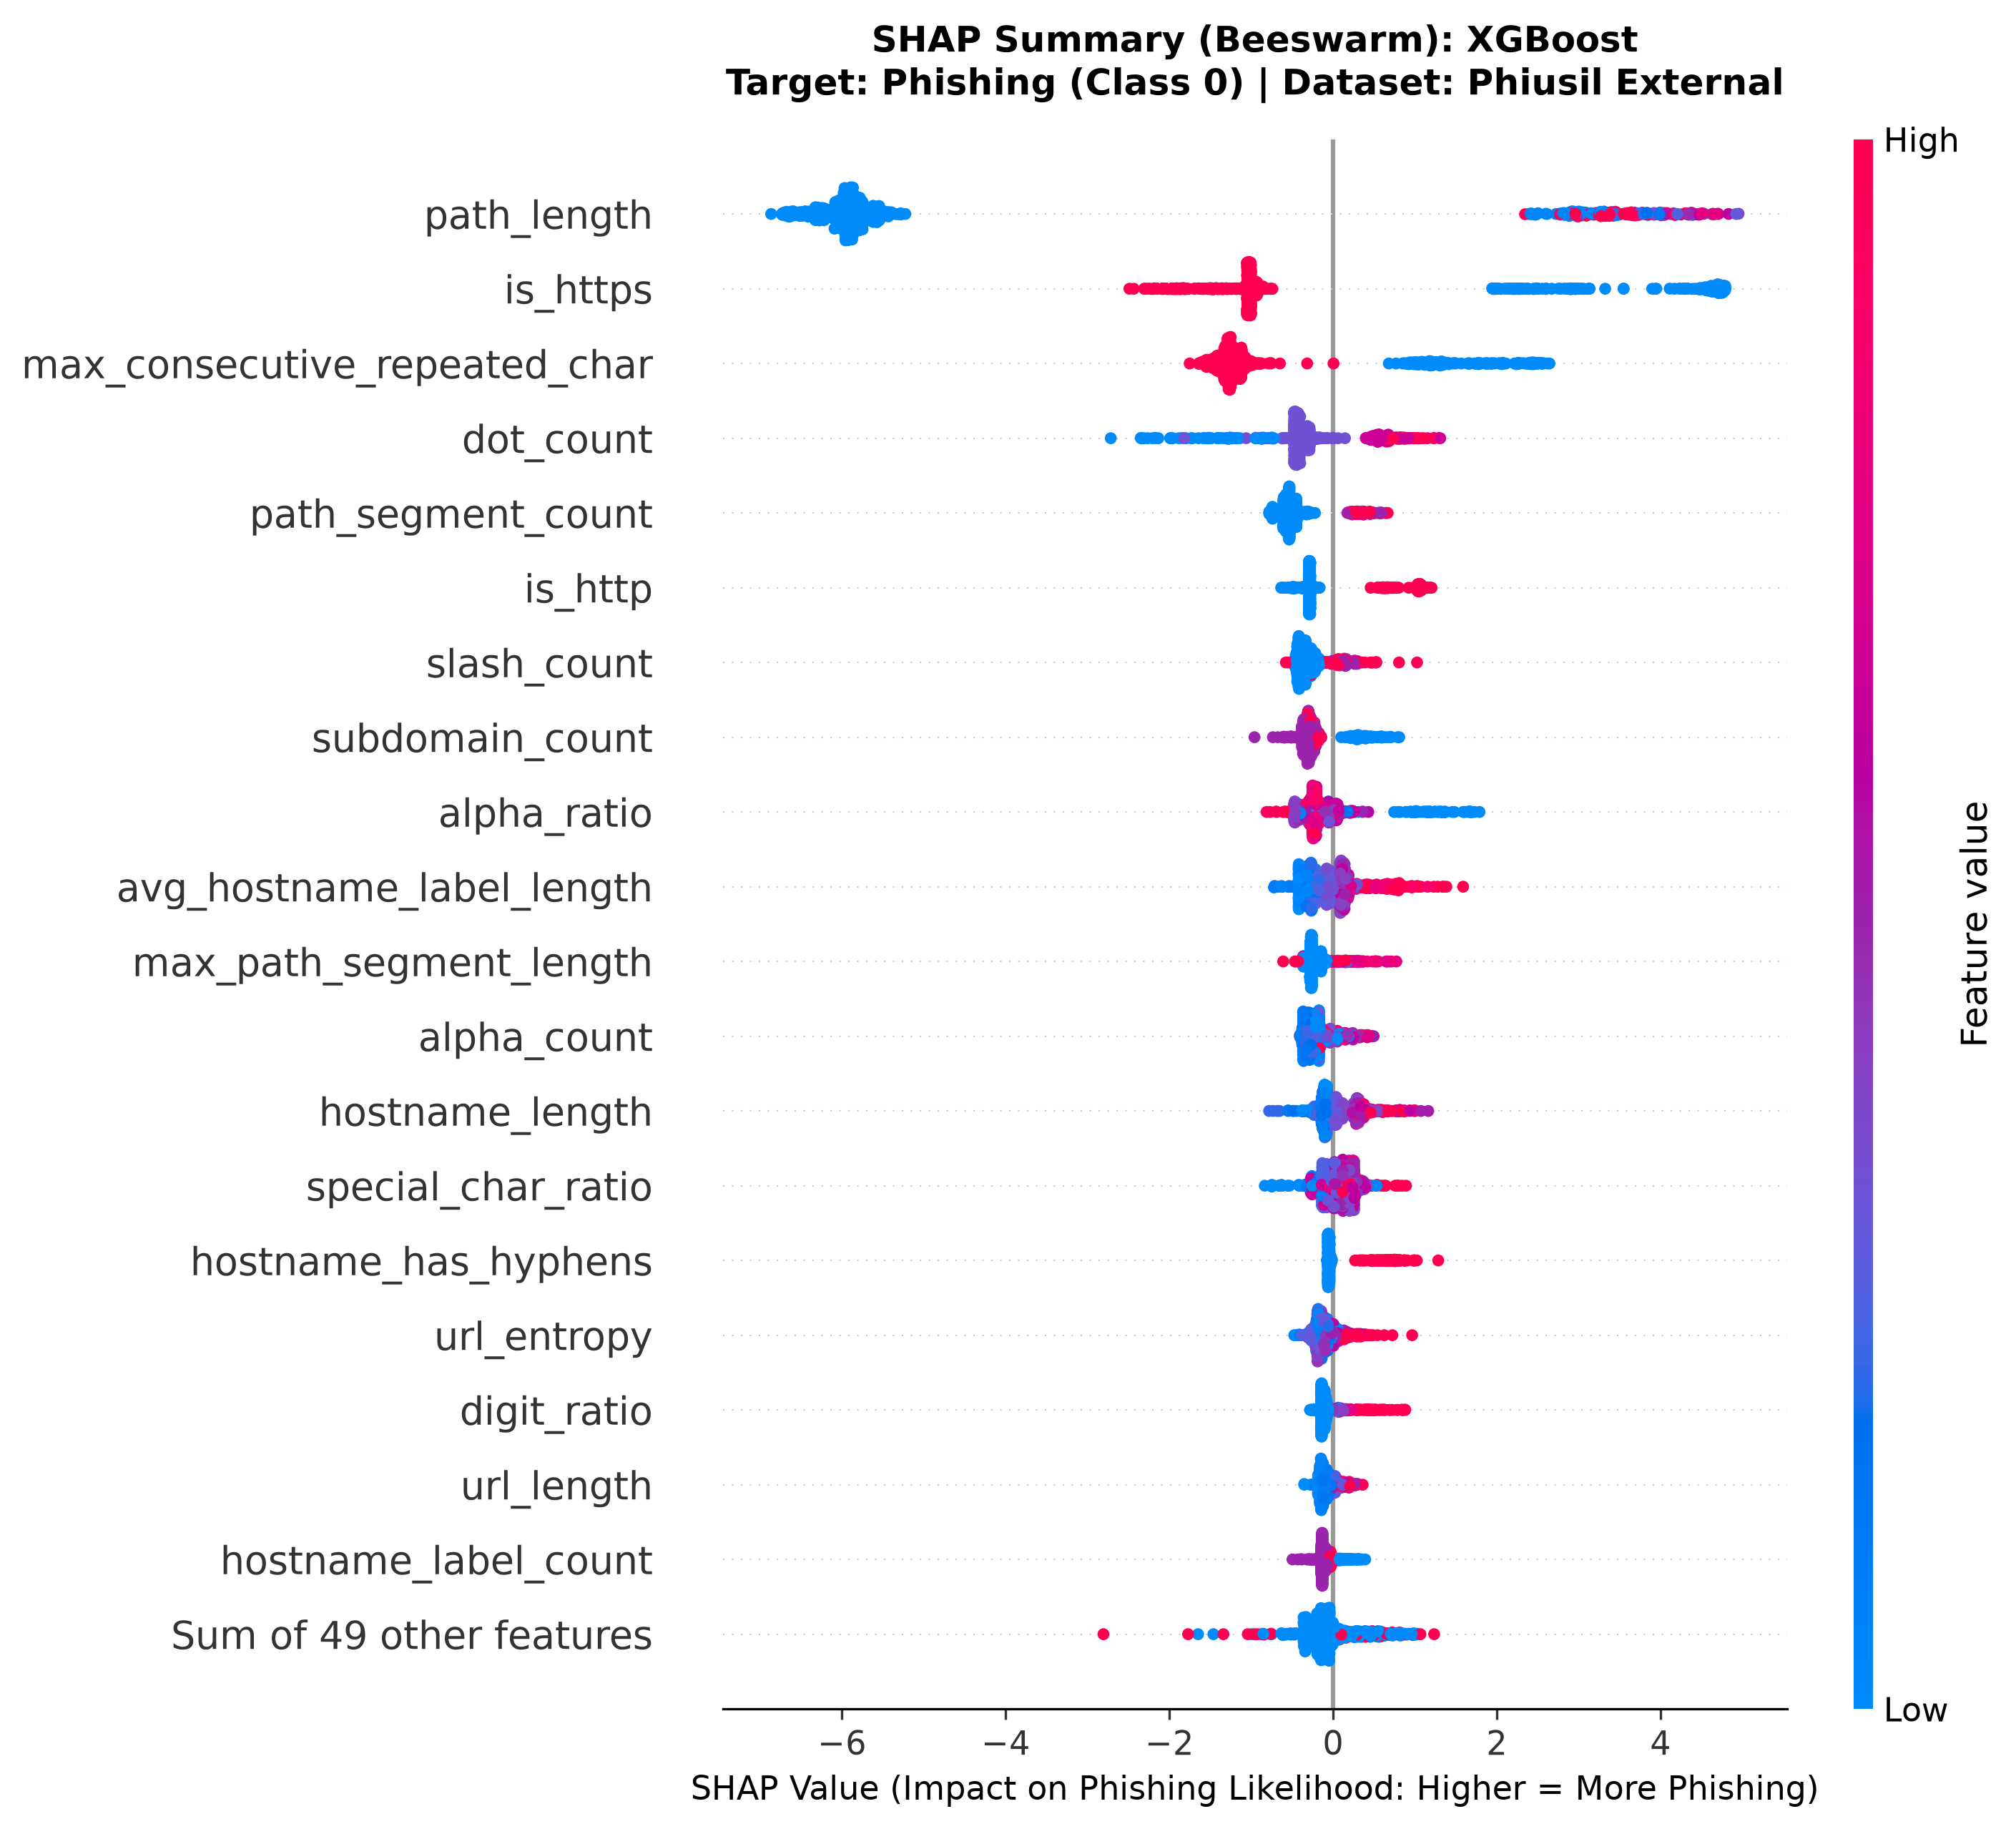 SHAP Summary (Beeswarm): XGBoost
Target: Phishing (Class 0) | Dataset: Phiusil External
High
path_length
is_https
max_consecutive_repeated_char
dot_count
path_segment_count
is_http
slash_count
subdomain_count
alpha_ratio
avg_hostname_label_length
max_path_segment_length
alpha_count
hostname_length
special_char_ratio
hostname_has_hyphens
url_entropy
digit_ratio
url_length
hostname_label_count
Sum of 49 other features
Feature value
Low
−6 −4 −2 0 2 4
SHAP Value (Impact on Phishing Likelihood: Higher = More Phishing)